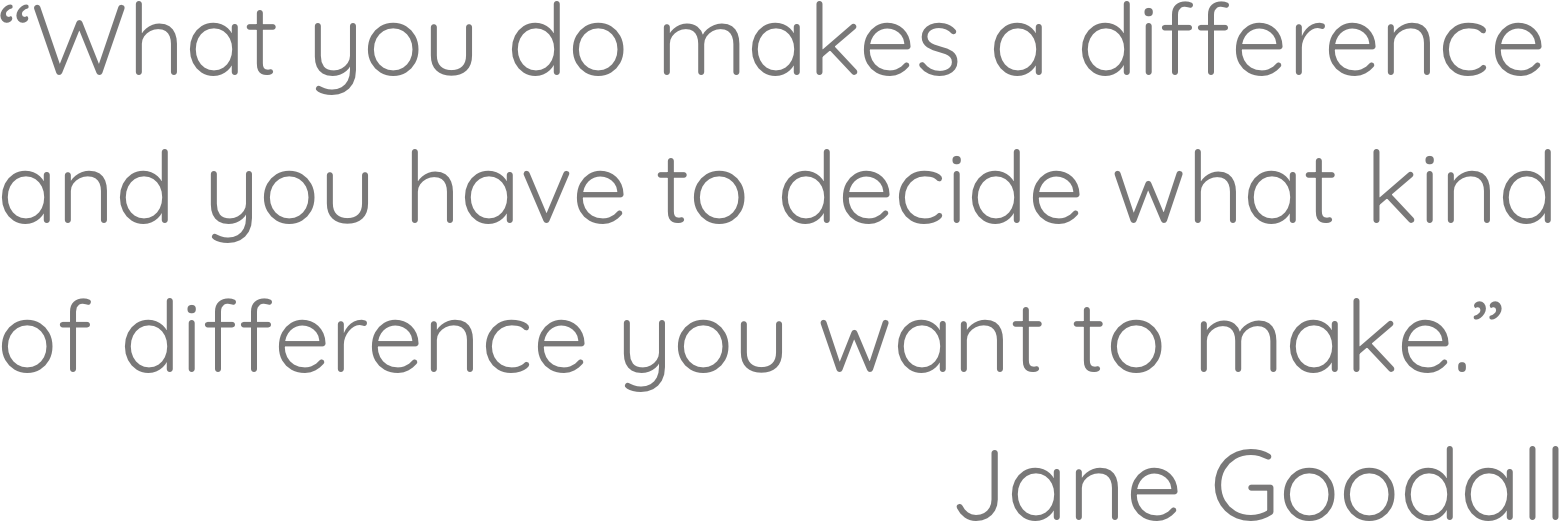 “What you do makes a difference
and you have to decide what kind
of difference you want to make.”
Jane Goodall